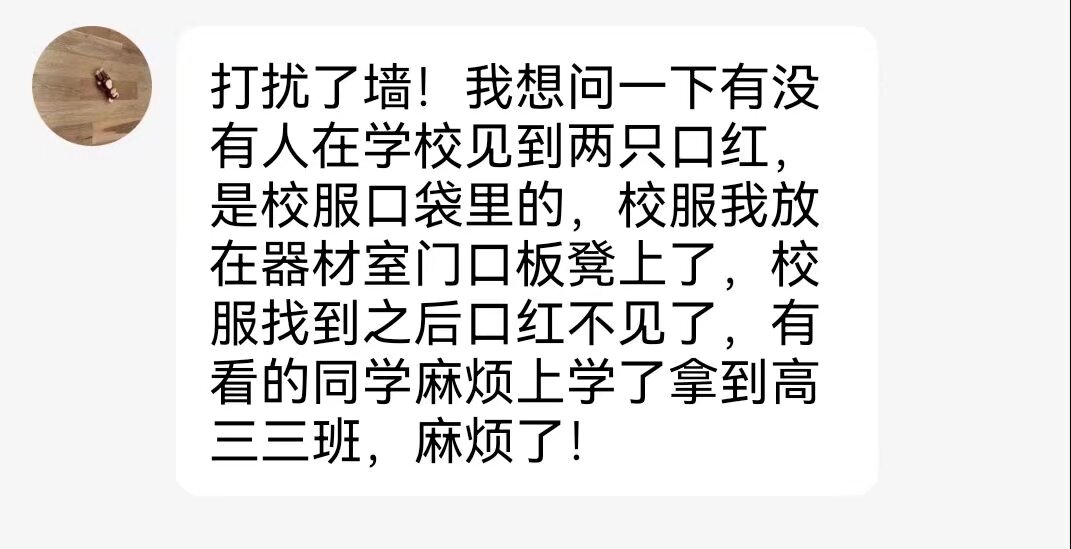 打扰了墙！我想问一下有没
有人在学校见到两只口红，
是校服口袋里的，校服我放
在器材室门口板凳上了，校
服找到之后口红不见了，有
看的同学麻烦上学了拿到高
三三班，麻烦了！